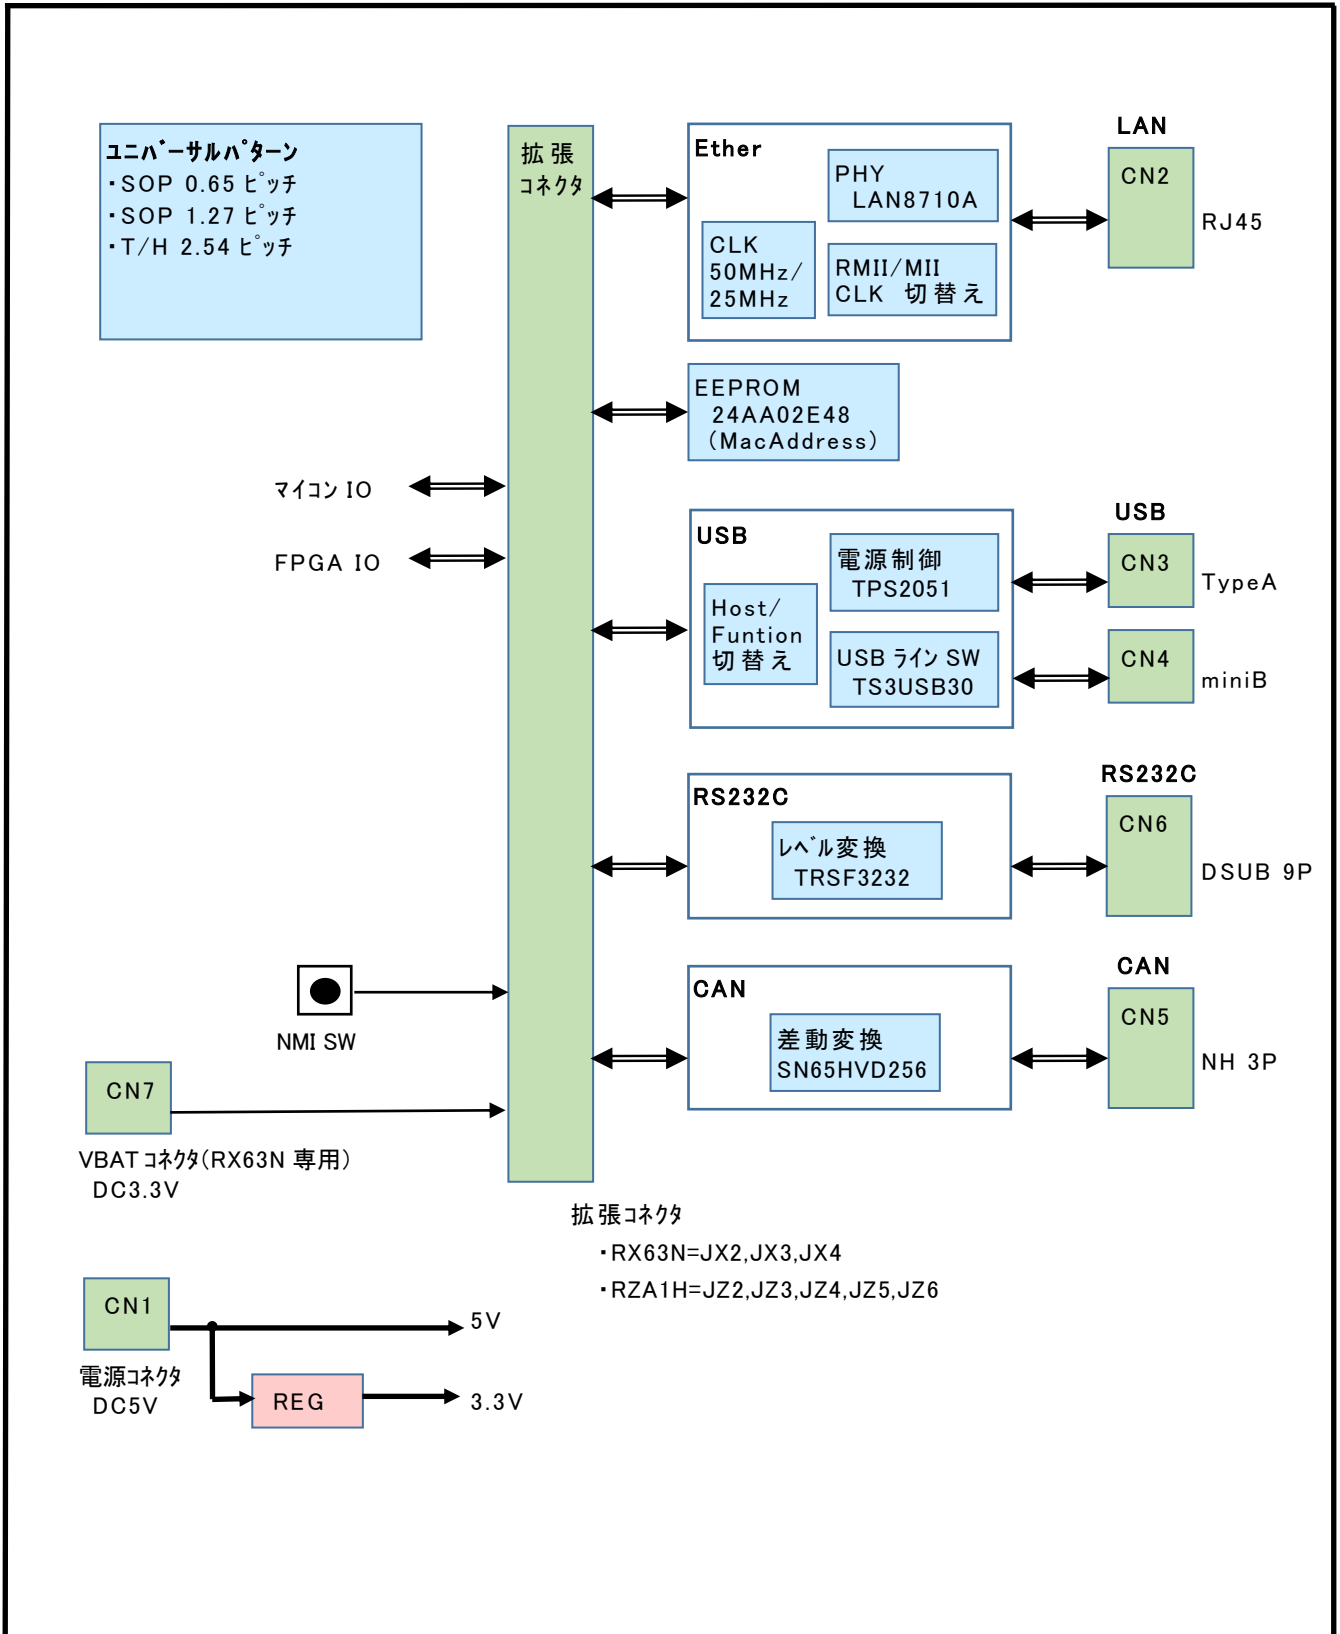 ユニバーサルパターン
・SOP 0.65 ピッチ
・SOP 1.27 ピッチ
・T/H 2.54 ピッチ
拡張
コネクタ
Ether
PHY
LAN8710A
CLK
50MHz/
25MHz
RMII/MII
CLK 切替え
LAN
CN2
RJ45
EEPROM
24AA02E48
(MacAddress)
マイコン IO
FPGA IO
USB
電源制御
TPS2051
Host/
Funtion
切替え
USB ライン SW
TS3USB30
USB
CN3
TypeA
CN4
miniB
RS232C
レベル変換
TRSF3232
RS232C
CN6
DSUB 9P
NMI SW
CAN
差動変換
SN65HVD256
CAN
CN5
NH 3P
CN7
VBAT コネクタ(RX63N 専用)
DC3.3V
拡張コネクタ
・RX63N=JX2,JX3,JX4
・RZA1H=JZ2,JZ3,JZ4,JZ5,JZ6
CN1
5V
電源コネクタ
DC5V
REG
3.3V